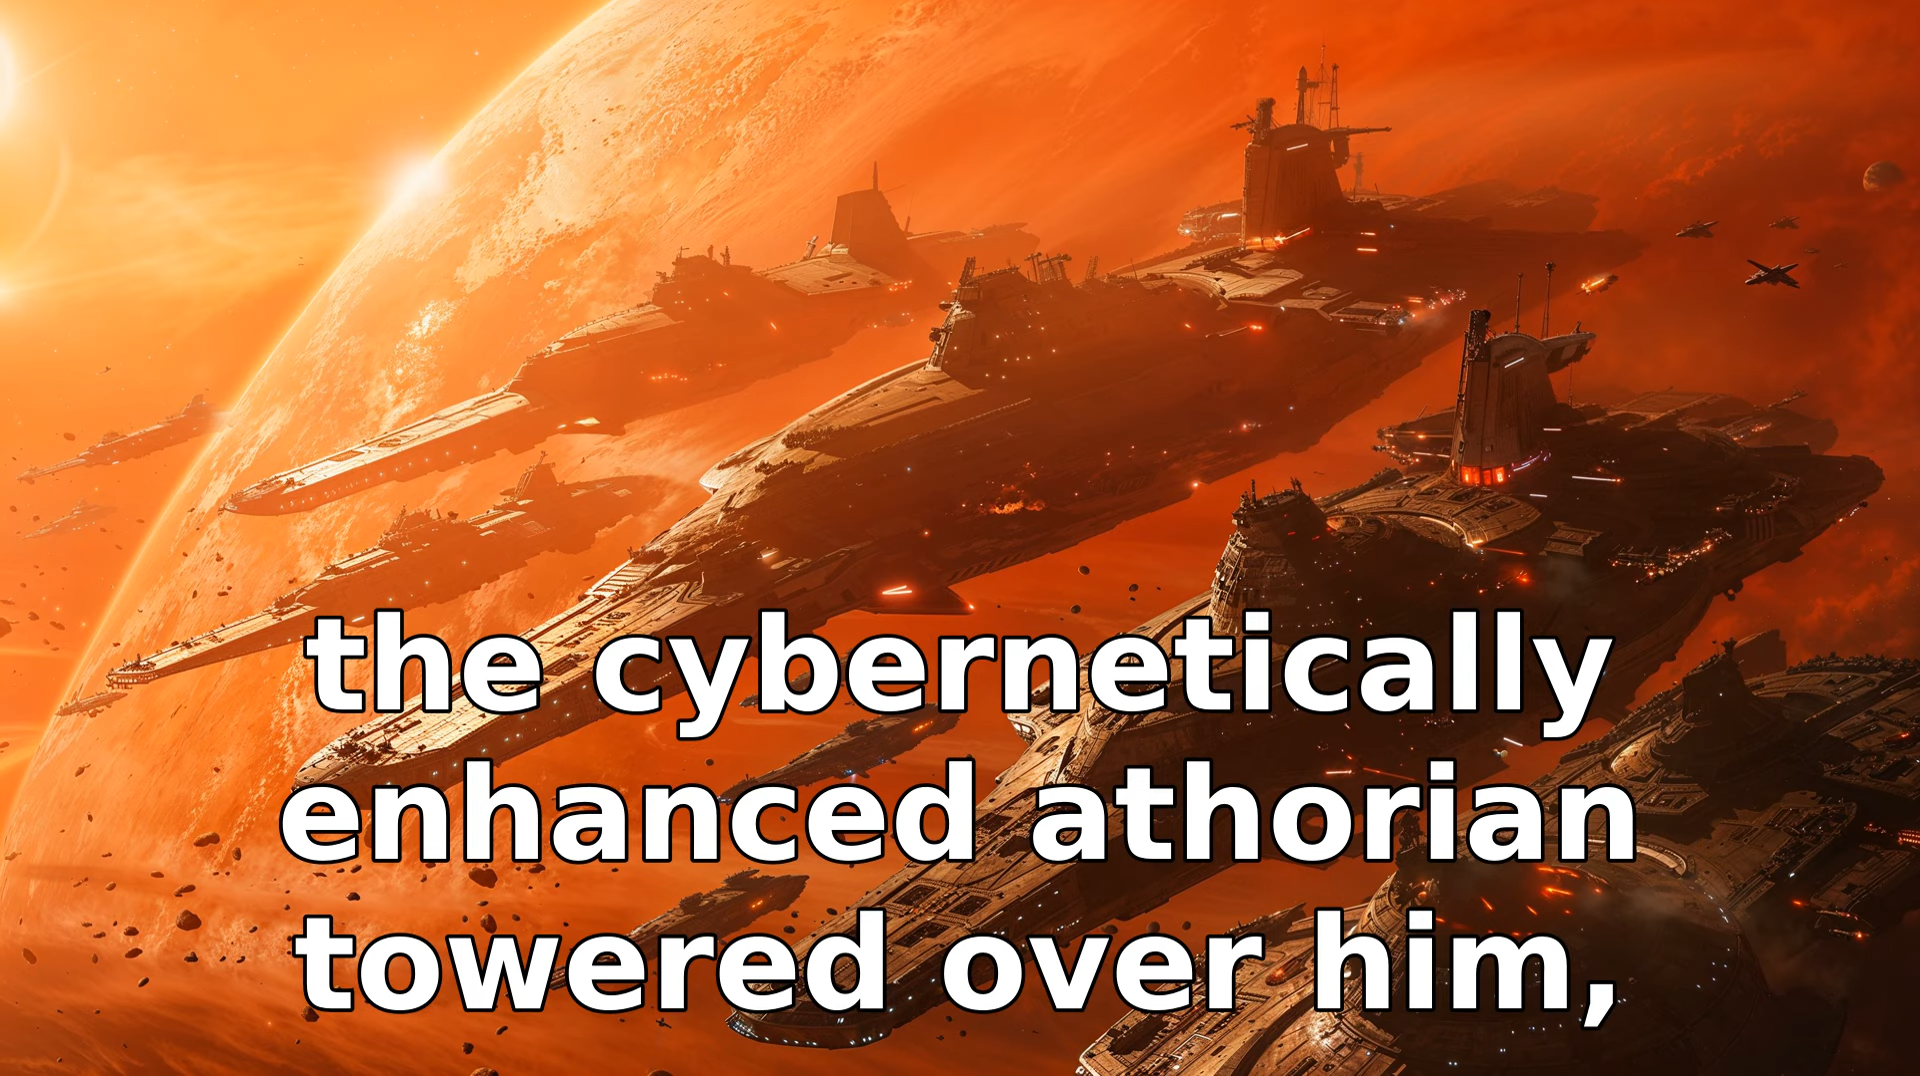 the cybernetically
enhanced athorian
towered over him,